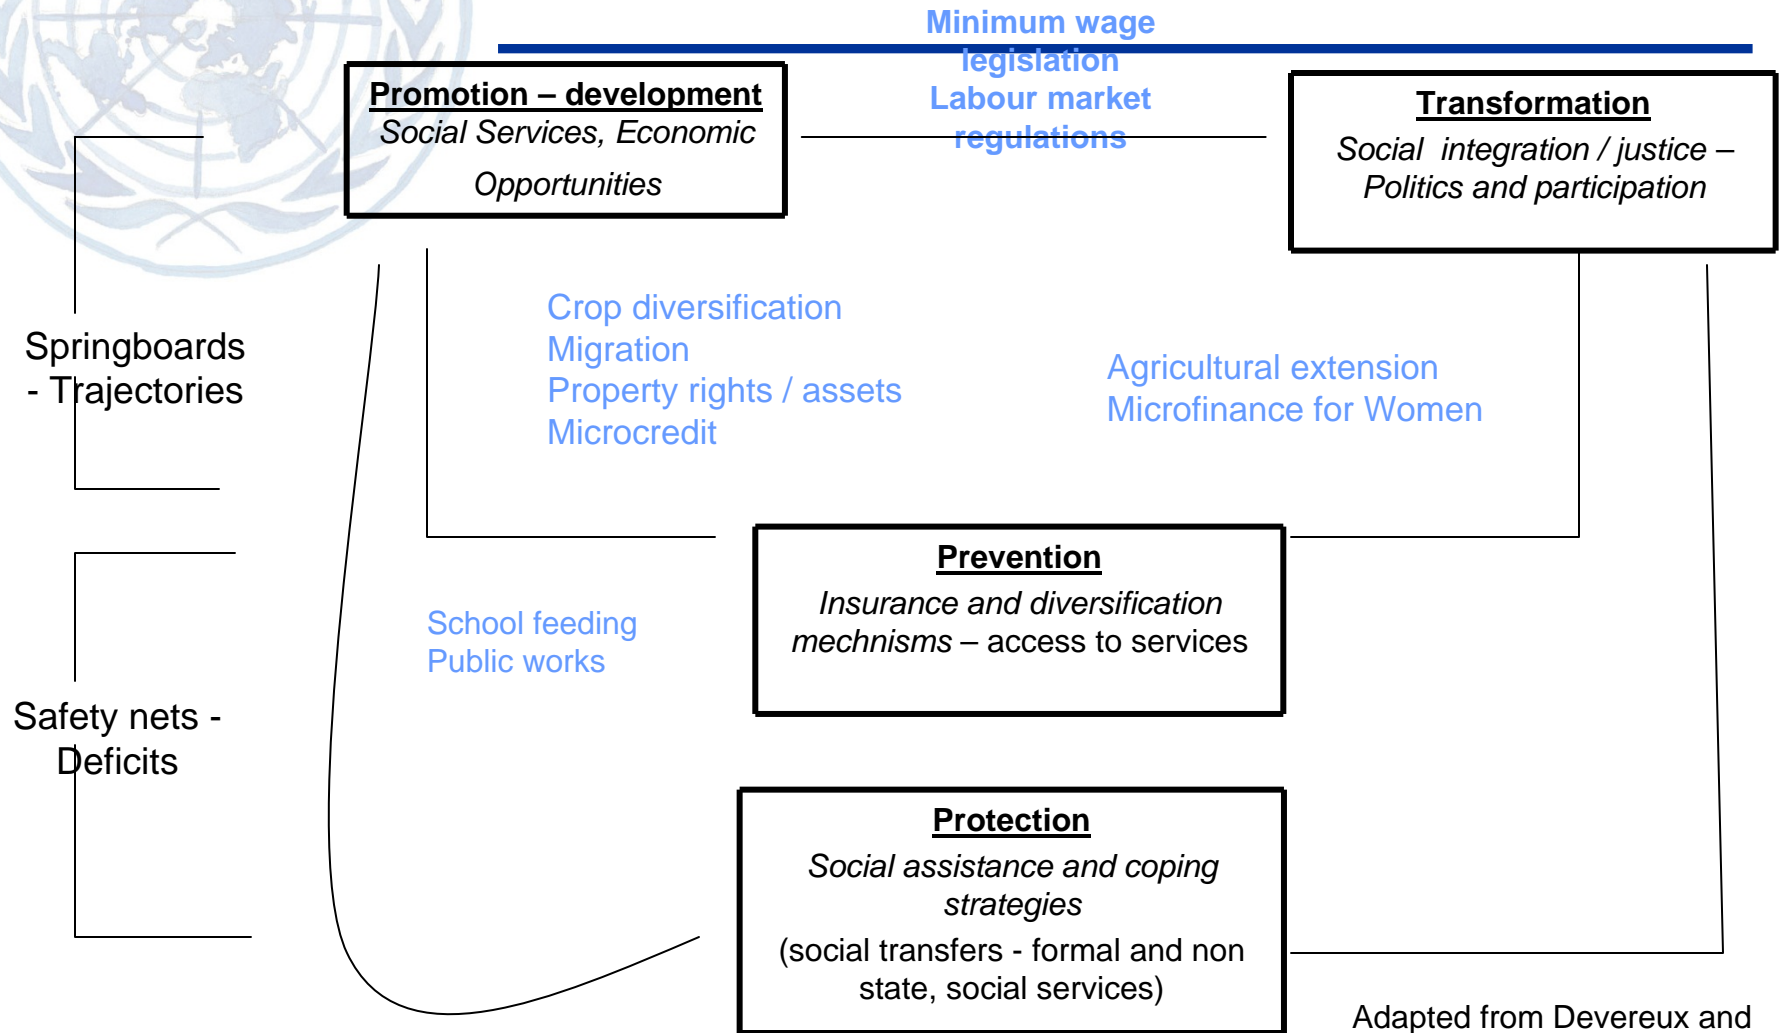 Minimum wage
legislation
Labour market
regulations
Promotion – development
Social Services, Economic
Opportunities
Transformation
Social integration / justice –
Politics and participation
Springboards
- Trajectories
Crop diversification
Migration
Property rights / assets
Microcredit
Agricultural extension
Microfinance for Women
Prevention
Insurance and diversification
mechnisms – access to services
School feeding
Public works
Safety nets -
Deficits
Protection
Social assistance and coping
strategies
(social transfers - formal and non
state, social services)
Adapted from Devereux and